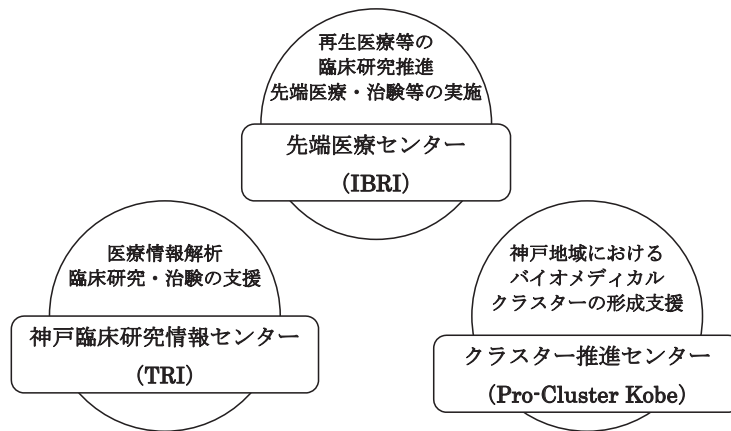 再生医療等の
臨床研究推進
先端医療・治験等の実施
先端医療センター
(IBRI)
医療情報解析
臨床研究・治験の支援
神戸臨床研究情報センター
(TRI)
神戸地域における
バイオメディカル
クラスターの形成支援
クラスター推進センター
(Pro-Cluster Kobe)